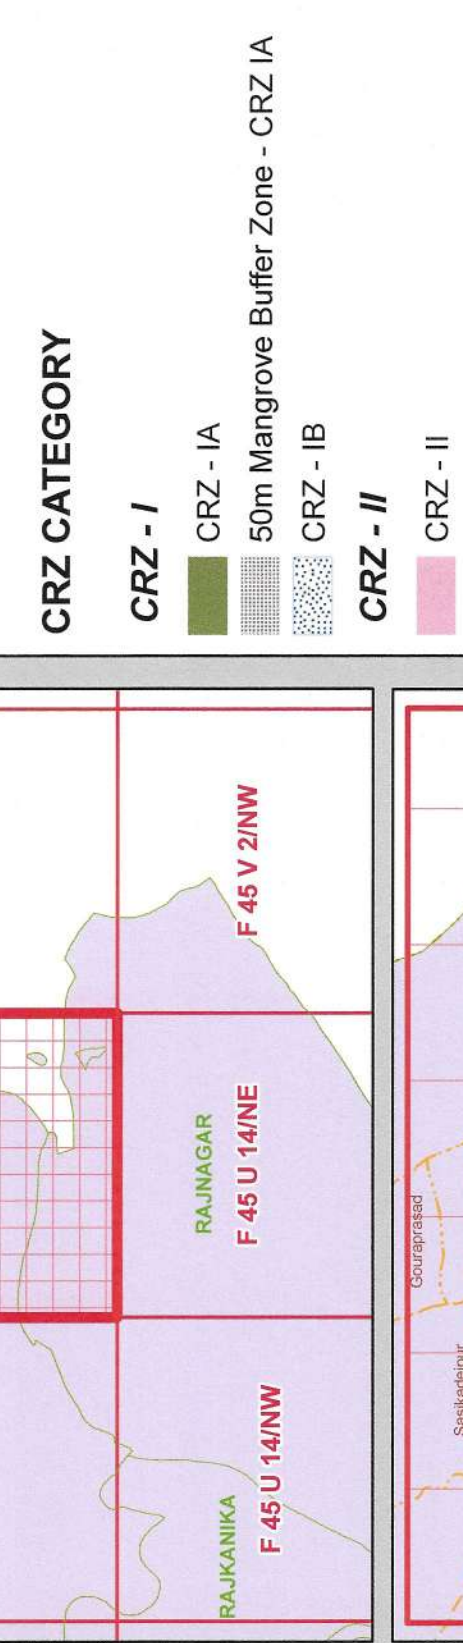 CRZ CATEGORY
CRZ - I
CRZ - IA
50m Mangrove Buffer Zone - CRZ IA
CRZ - IB
CRZ - II
CRZ - II
RAJKANIKA
F 45 U 14/NW
RAJNAGAR
F 45 U 14/NE
F 45 V 2/NW
Gouraprasad